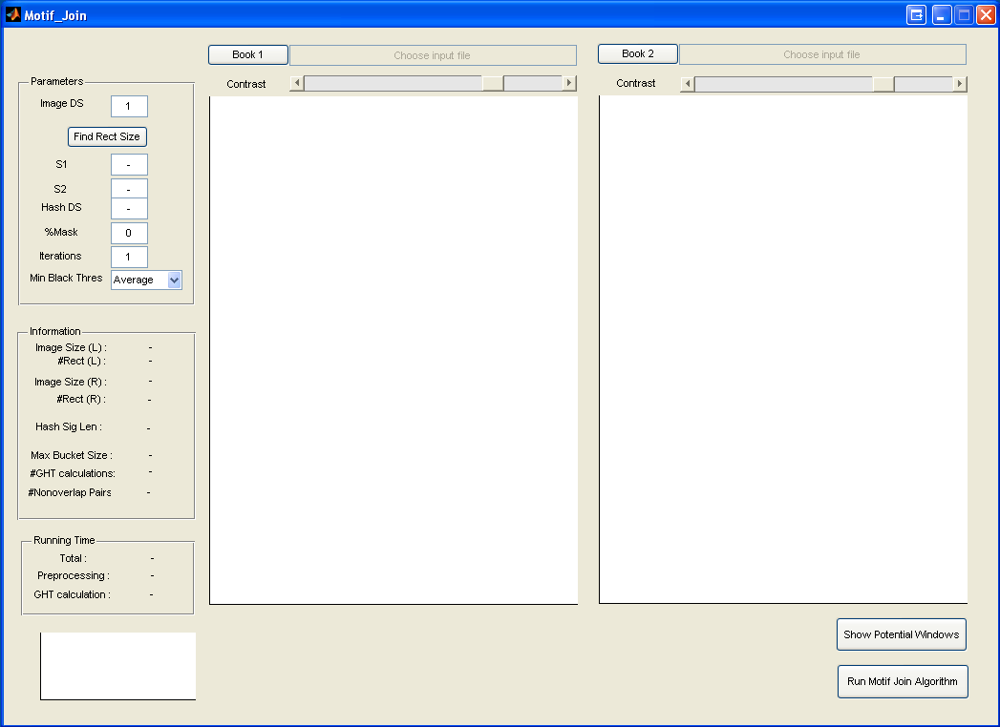 Motif_Join
Book 1
Choose input file
Book 2
Choose input file
Contrast
Contrast
Parameters
Image DS
1
Find Rect Size
S1
-
S2
-
Hash DS
-
%Mask
0
Iterations
1
Min Black Thres
Average
Information
Image Size (L) : -
#Rect (L) : -
Image Size (R) : -
#Rect (R) : -
Hash Sig Len : -
Max Bucket Size : -
#GHT calculations: -
#Nonoverlap Pairs -
Running Time
Total : -
Preprocessing : -
GHT calculation : -
Show Potential Windows
Run Motif Join Algorithm